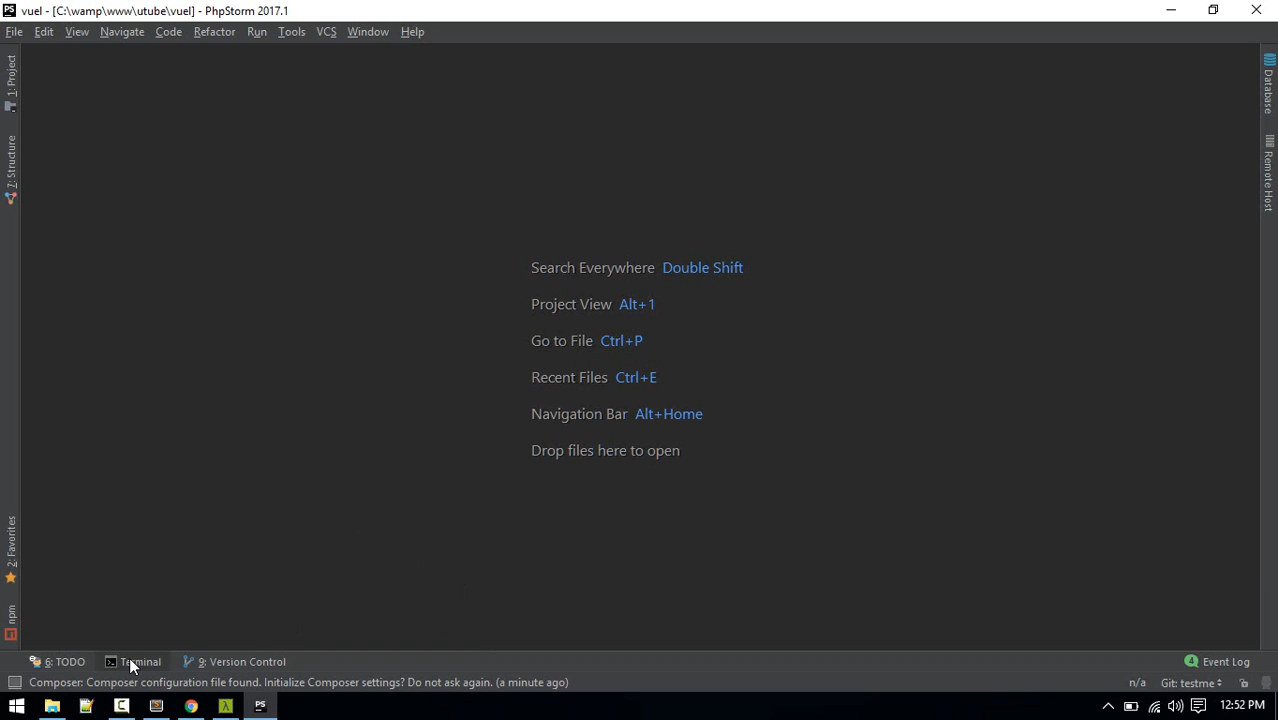 vuel - [C:\wamp\www\utube\vuel] - PhpStorm 2017.1
File Edit View Navigate Code Refactor Run Tools VCS Window Help
1: Project
7: Structure
2: Favorites
npm
Database
Remote Host
Search Everywhere Double Shift
Project View Alt+1
Go to File Ctrl+P
Recent Files Ctrl+E
Navigation Bar Alt+Home
Drop files here to open
6: TODO Terminal 9: Version Control 4 Event Log
Composer: Composer configuration file found. Initialize Composer settings? Do not ask again. (a minute ago) n/a Git: testme
PS 12:52 PM